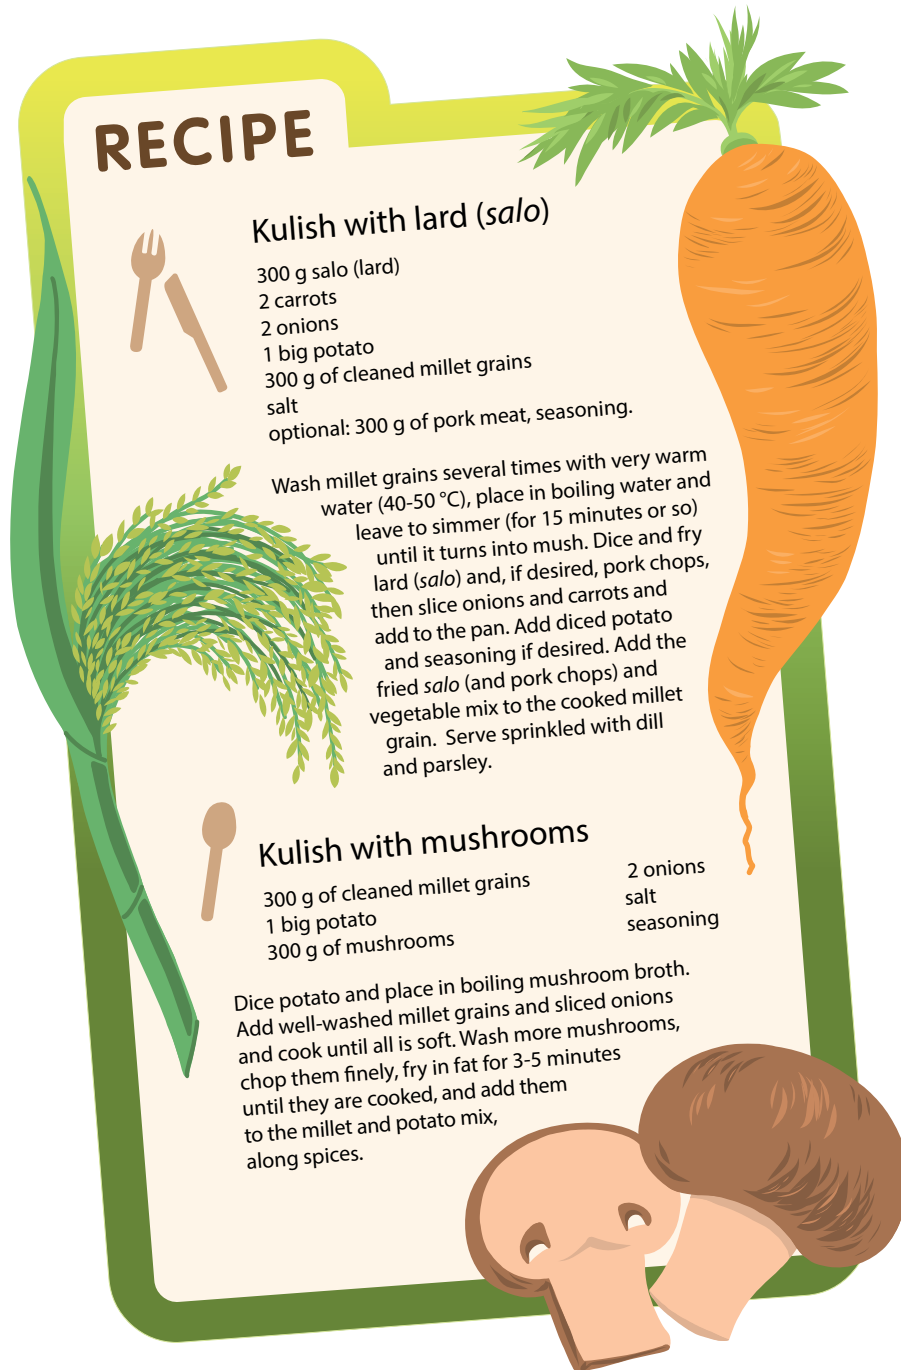 RECIPE
Kulish with lard (salo)
300 g salo (lard)
2 carrots
2 onions
1 big potato
300 g of cleaned millet grains
salt
optional: 300 g of pork meat, seasoning.
Wash millet grains several times with very warm
water (40-50 °C), place in boiling water and
leave to simmer (for 15 minutes or so)
until it turns into mush. Dice and fry
lard (salo) and, if desired, pork chops,
then slice onions and carrots and
add to the pan. Add diced potato
and seasoning if desired. Add the
fried salo (and pork chops) and
vegetable mix to the cooked millet
grain. Serve sprinkled with dill
and parsley.
Kulish with mushrooms
300 g of cleaned millet grains
1 big potato
300 g of mushrooms
2 onions
salt
seasoning
Dice potato and place in boiling mushroom broth.
Add well-washed millet grains and sliced onions
and cook until all is soft. Wash more mushrooms,
chop them finely, fry in fat for 3-5 minutes
until they are cooked, and add them
to the millet and potato mix,
along spices.